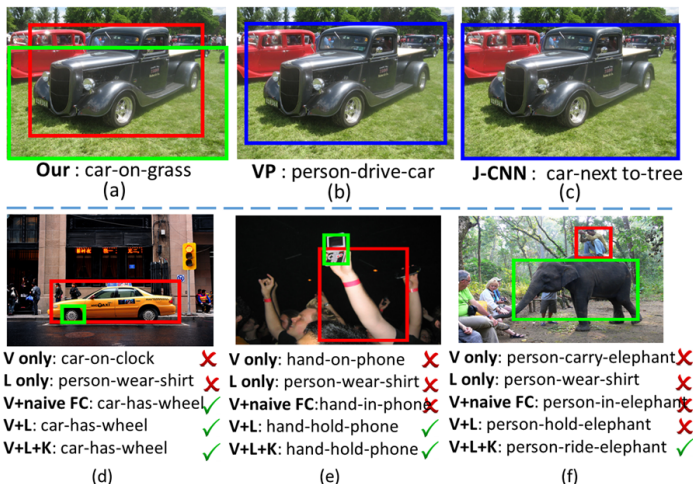 Our : car-on-grass
(a)
VP : person-drive-car
(b)
J-CNN : car-next to-tree
(c)
V only: car-on-clock
L only: person-wear-shirt
V+naive FC: car-has-wheel
V+L: car-has-wheel
V+L+K: car-has-wheel
(d)
V only: hand-on-phone
L only: person-wear-shirt
V+naive FC:hand-in-phone
V+L: hand-hold-phone
V+L+K: hand-hold-phone
(e)
V only: person-carry-elephant
L only: person-wear-shirt
V+naive FC: person-in-elephant
V+L: person-hold-elephant
V+L+K: person-ride-elephant
(f)